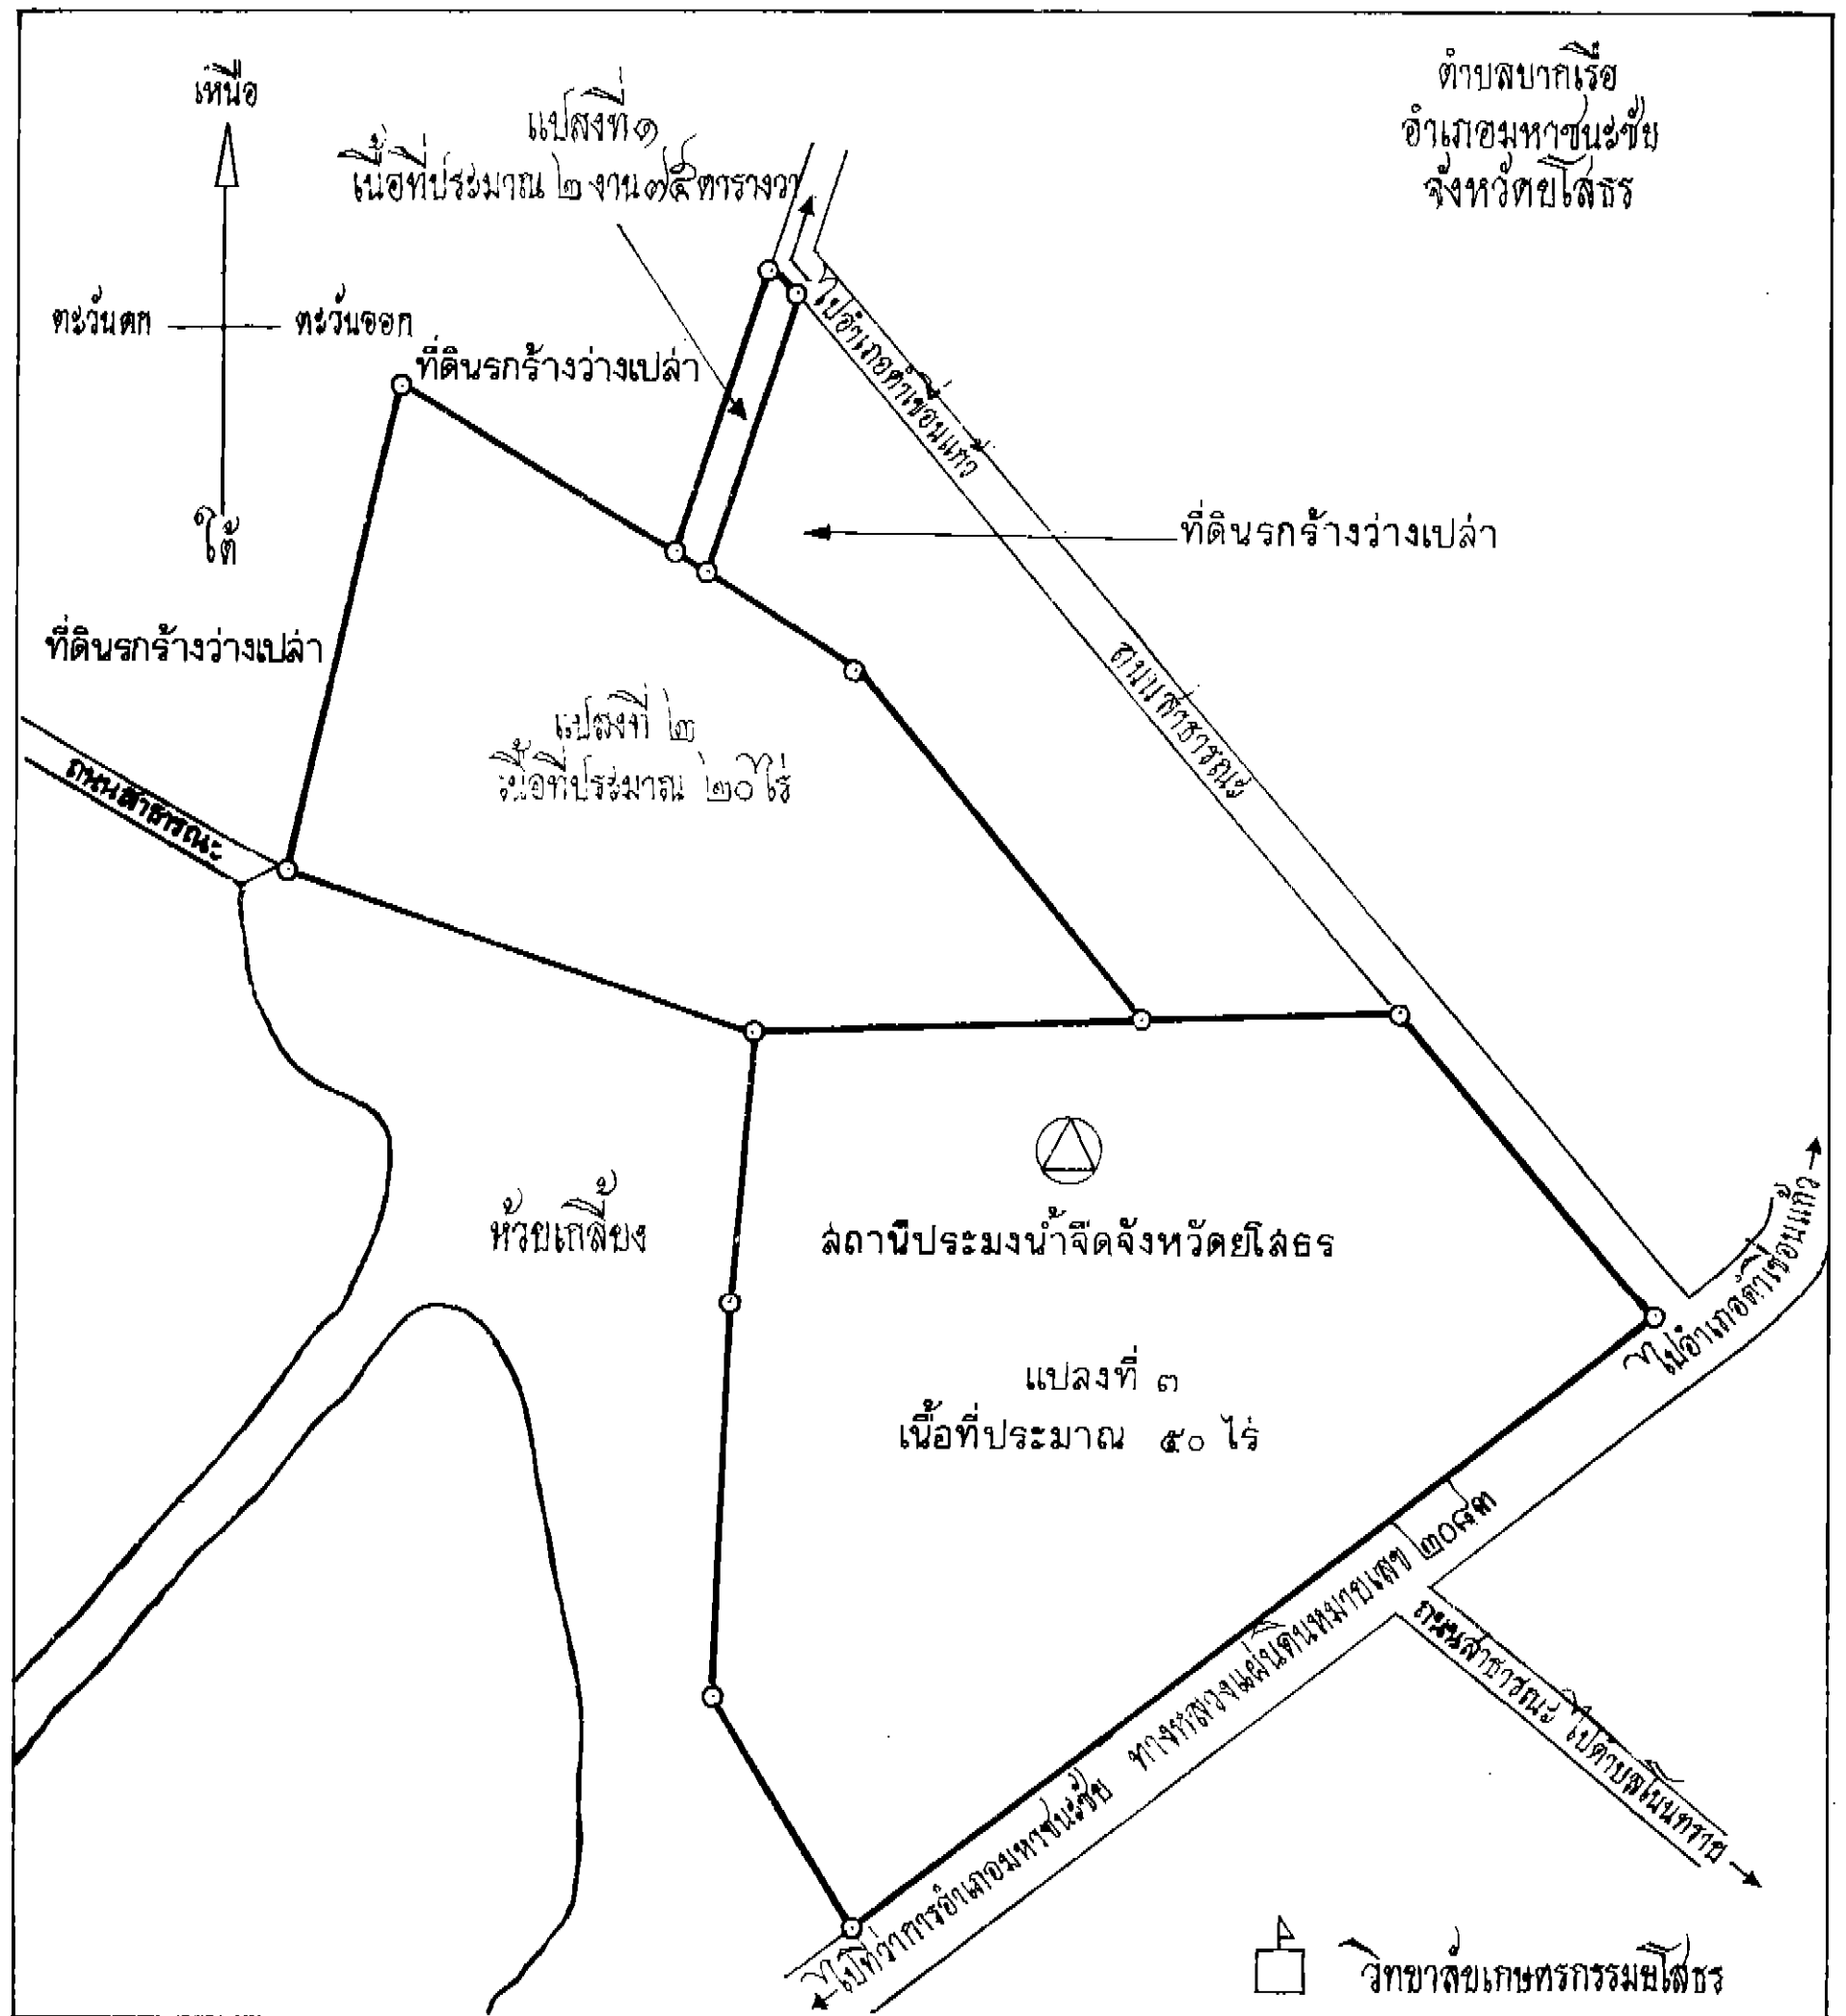 ตำบลบากเรือ
อำเภอมหาชนะชัย
จังหวัดยโสธร
เหนือ
แปลงที่ ๑
เนื้อที่ประมาณ ๒ งาน ๗๕ ตารางวา
ตะวันตก
ตะวันออก
ใต้
ที่ดินรกร้างว่างเปล่า
ไปอำเภอคำเขื่อนแก้ว
ที่ดินรกร้างว่างเปล่า
ที่ดินรกร้างว่างเปล่า
ถนนสาธารณะ
แปลงที่ ๒
เนื้อที่ประมาณ ๒๐ ไร่
ถนนสาธารณะ
ห้วยเกลี้ยง
สถานีประมงน้ำจืดจังหวัดยโสธร
ไปอำเภอคำเขื่อนแก้ว
แปลงที่ ๓
เนื้อที่ประมาณ ๕๐ ไร่
ทางหลวงแผ่นดินหมายเลข ๒๐๘๓
ถนนสาธารณะ ไปตำบลโนนทราย
ไปที่ว่าการอำเภอมหาชนะชัย
วิทยาลัยเกษตรกรรมยโสธร